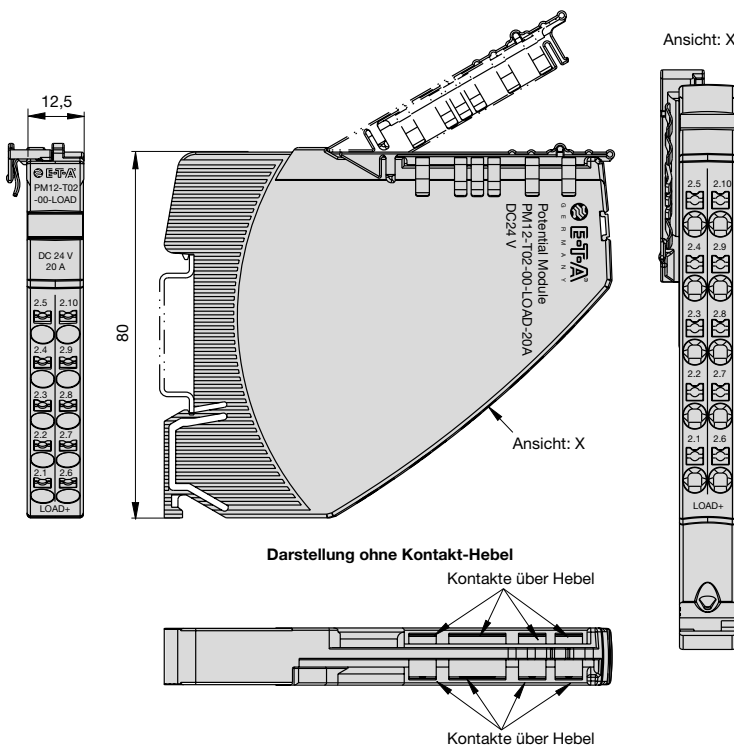 Ansicht: X
12,5
E-T-A
PM12-T02
-00-LOAD
DC 24 V
20 A
2.5 2.10
2.4 2.9
2.3 2.8
2.2 2.7
2.1 2.6
LOAD+
80
E-T-A®
GERMANY
Potential Module
PM12-T02-00-LOAD-20A
DC24 V
Ansicht: X
2.5 2.10
2.4 2.9
2.3 2.8
2.2 2.7
2.1 2.6
LOAD+
Darstellung ohne Kontakt-Hebel
Kontakte über Hebel
Kontakte über Hebel